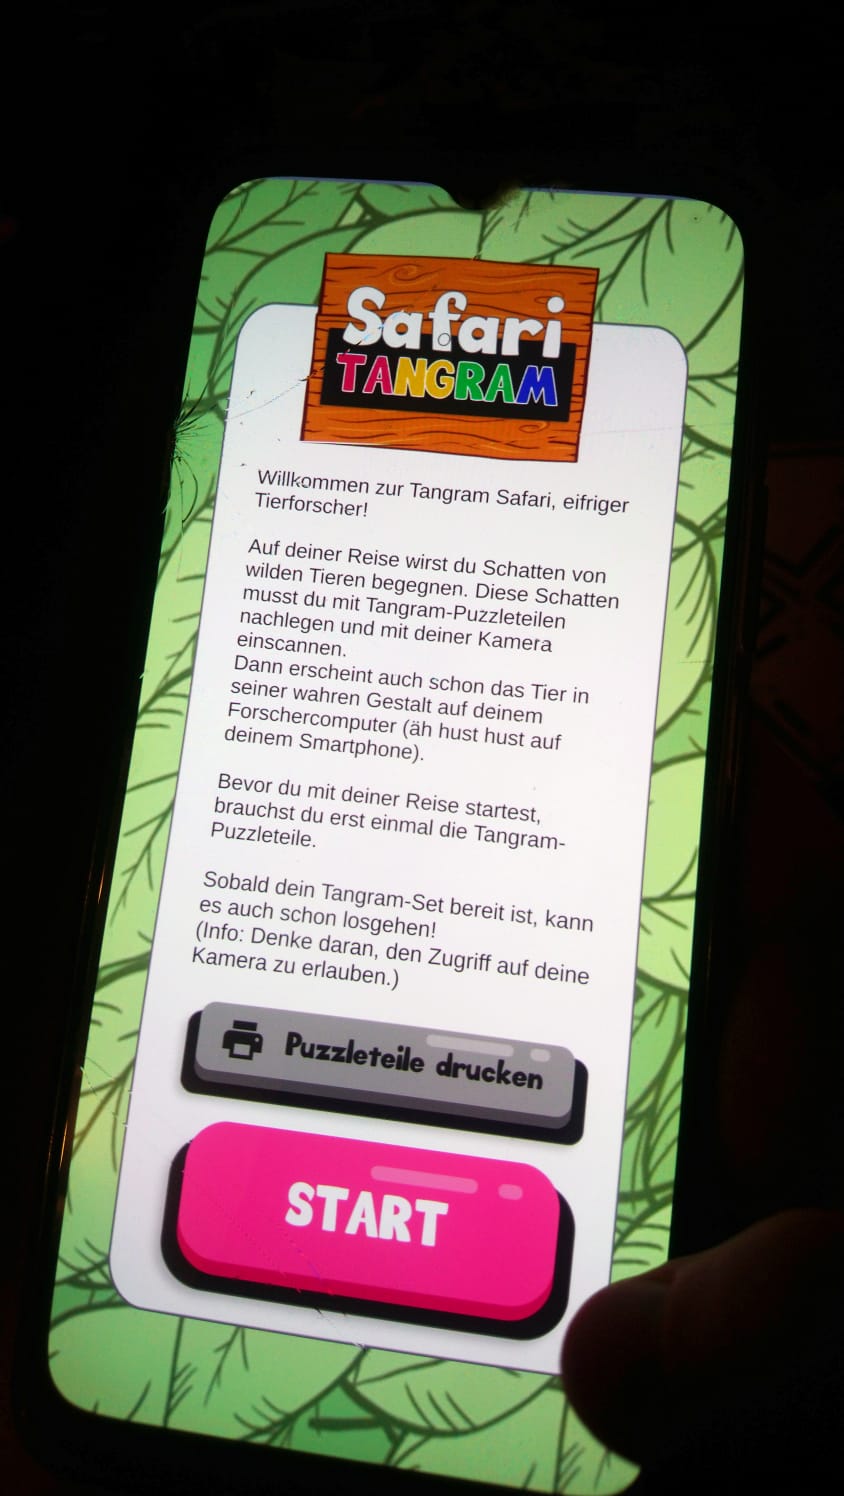 Safari
TANGRAM
Willkommen zur Tangram Safari, eifriger
Tierforscher!
Auf deiner Reise wirst du Schatten von
wilden Tieren begegnen. Diese Schatten
musst du mit Tangram-Puzzleteilen
nachlegen und mit deiner Kamera
einscannen.
Dann erscheint auch schon das Tier in
seiner wahren Gestalt auf deinem
Forschercomputer (äh hust hust auf
deinem Smartphone).
Bevor du mit deiner Reise startest,
brauchst du erst einmal die Tangram-
Puzzleteile.
Sobald dein Tangram-Set bereit ist, kann
es auch schon losgehen!
(Info: Denke daran, den Zugriff auf deine
Kamera zu erlauben.)
Puzzleteile drucken
START